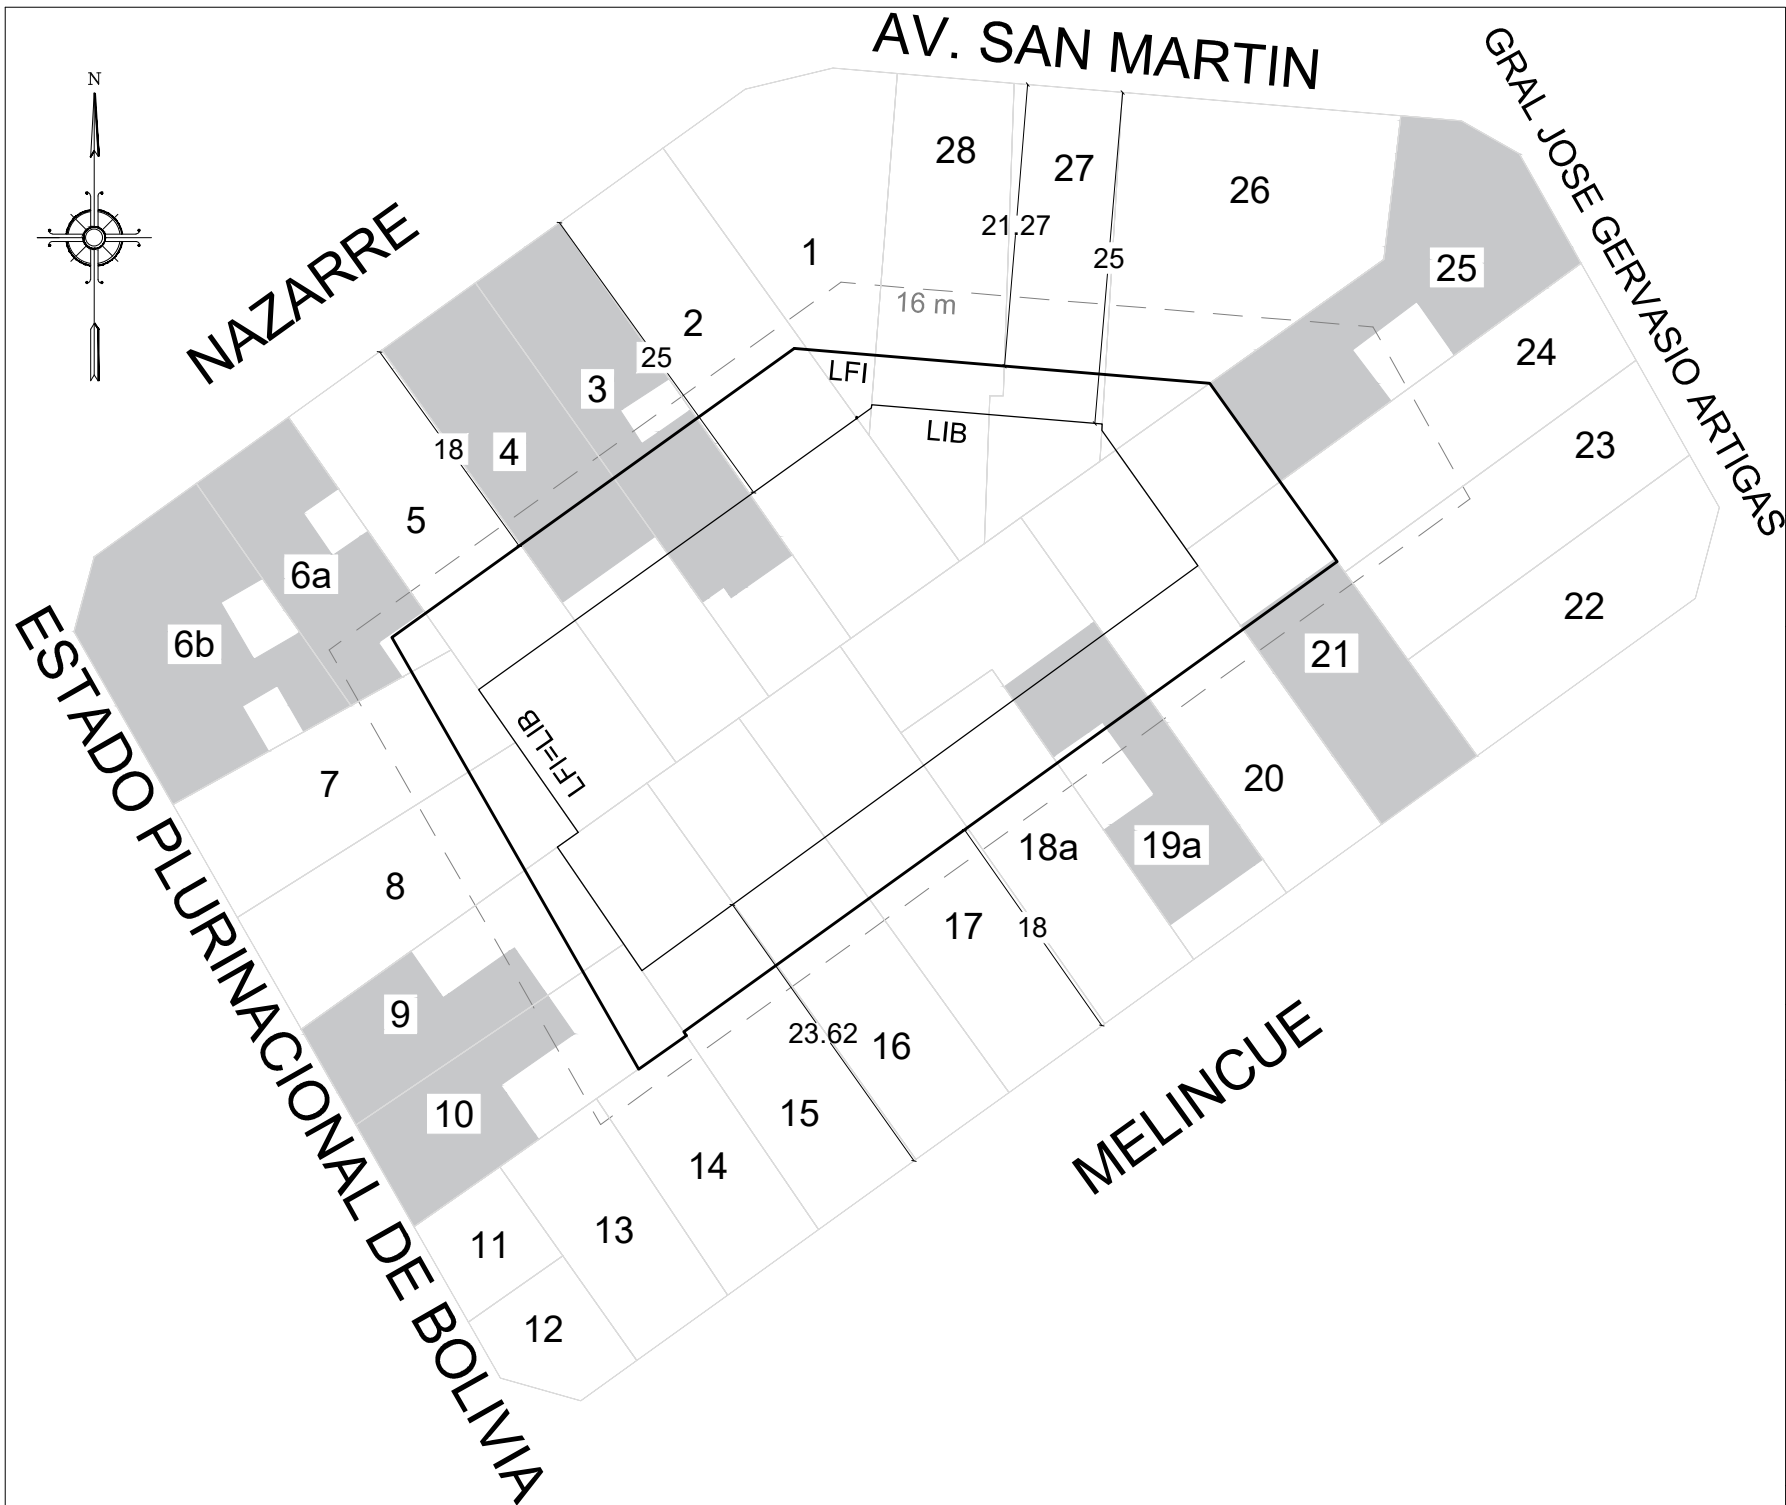 AV. SAN MARTIN
GRAL JOSE GERVASIO ARTIGAS
N
NAZARRE
28
27
26
25
21.27
25
1
2
16 m
24
25
3
LFI
LIB
23
18
4
5
6a
6b
22
21
LFI=LIB
7
20
18a
19a
8
17
18
9
16
23.62
10
15
14
13
11
12
ESTADO PLURINACIONAL DE BOLIVIA
MELINCUE